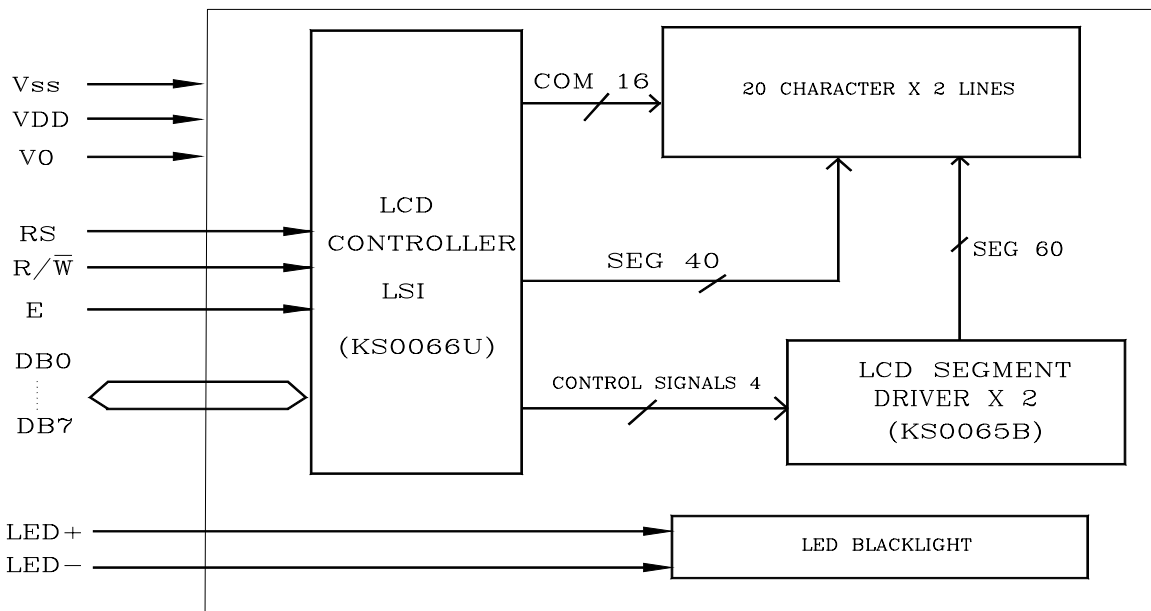 Vss
VDD
V0
RS
R/W̅
E
DB0
DB7
LED+
LED-
LCD
CONTROLLER
LSI
(KS0066U)
COM 16
SEG 40
CONTROL SIGNALS 4
20 CHARACTER X 2 LINES
SEG 60
LCD SEGMENT
DRIVER X 2
(KS0065B)
LED BLACKLIGHT